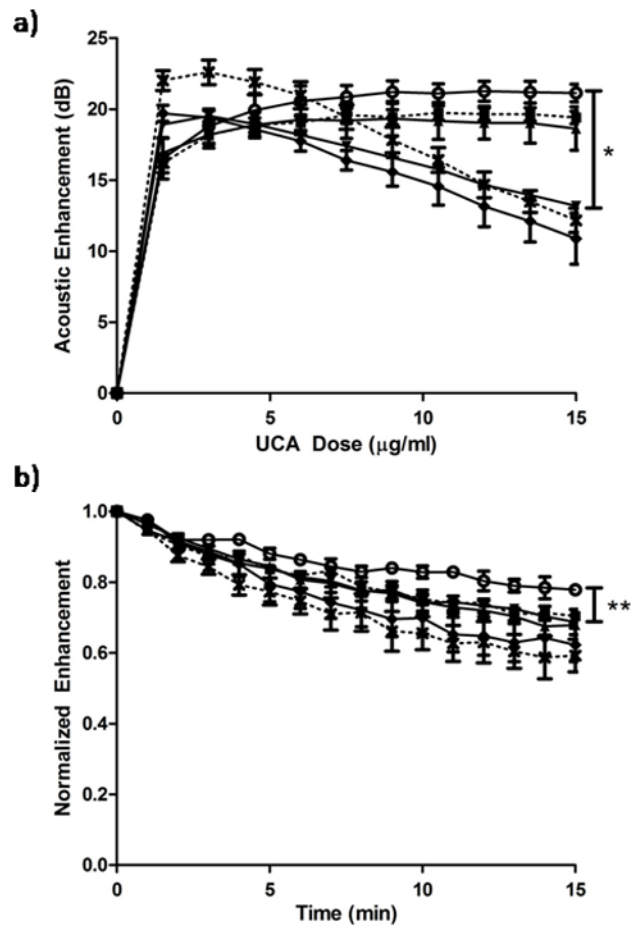 a)
Acoustic Enhancement (dB)
25
20
15
10
5
0
0 5 10 15
UCA Dose (μg/ml)
*
b)
Normalized Enhancement
1.0
0.8
0.6
0.4
0.2
0.0
0 5 10 15
Time (min)
**